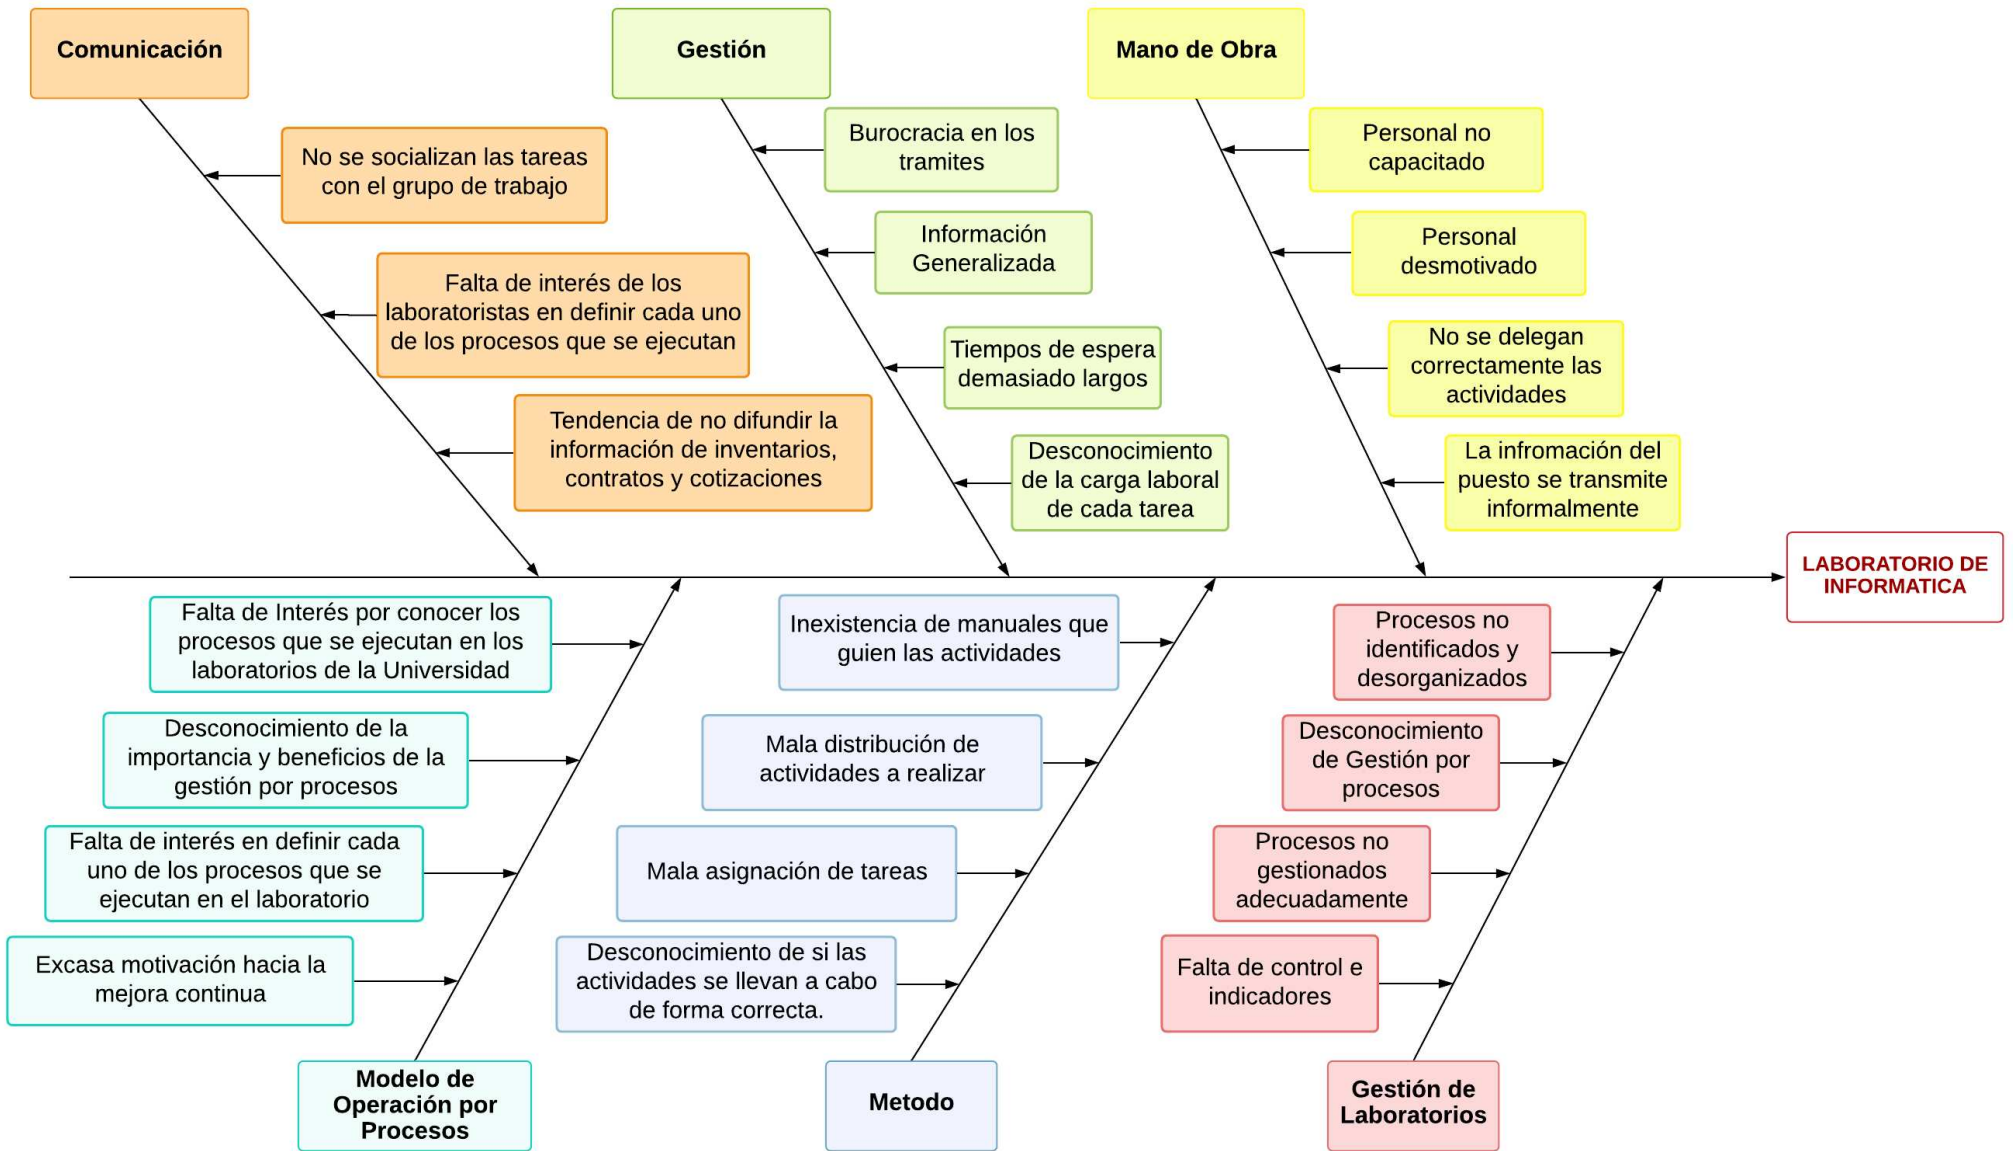 Comunicación
Gestión
Mano de Obra
No se socializan las tareas
con el grupo de trabajo
Falta de interés de los
laboratoristas en definir cada uno
de los procesos que se ejecutan
Tendencia de no difundir la
información de inventarios,
contratos y cotizaciones
Burocracia en los
tramites
Información
Generalizada
Tiempos de espera
demasiado largos
Desconocimiento
de la carga laboral
de cada tarea
Personal no
capacitado
Personal
desmotivado
No se delegan
correctamente las
actividades
La infromación del
puesto se transmite
informalmente
LABORATORIO DE
INFORMATICA
Falta de Interés por conocer los
procesos que se ejecutan en los
laboratorios de la Universidad
Desconocimiento de la
importancia y beneficios de la
gestión por procesos
Falta de interés en definir cada
uno de los procesos que se
ejecutan en el laboratorio
Excasa motivación hacia la
mejora continua
Inexistencia de manuales que
guien las actividades
Mala distribución de
actividades a realizar
Mala asignación de tareas
Desconocimiento de si las
actividades se llevan a cabo
de forma correcta.
Procesos no
identificados y
desorganizados
Desconocimiento
de Gestión por
procesos
Procesos no
gestionados
adecuadamente
Falta de control e
indicadores
Modelo de
Operación por
Procesos
Metodo
Gestión de
Laboratorios